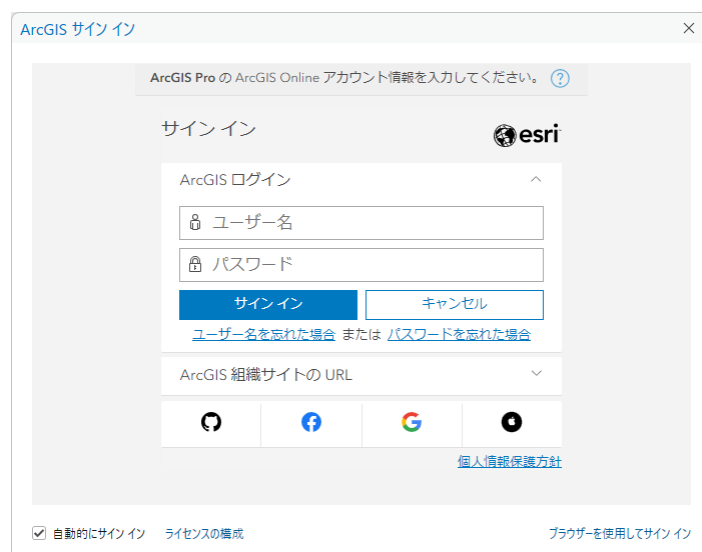 ArcGIS サイン イン
ArcGIS Pro の ArcGIS Online アカウント情報を入力してください。 ?
サイン イン
esri
ArcGIS ログイン
ユーザー名
パスワード
サイン イン
キャンセル
ユーザー名を忘れた場合 または パスワードを忘れた場合
ArcGIS 組織サイトの URL
G
個人情報保護方針
自動的にサイン イン
ライセンスの構成
ブラウザーを使用してサイン イン